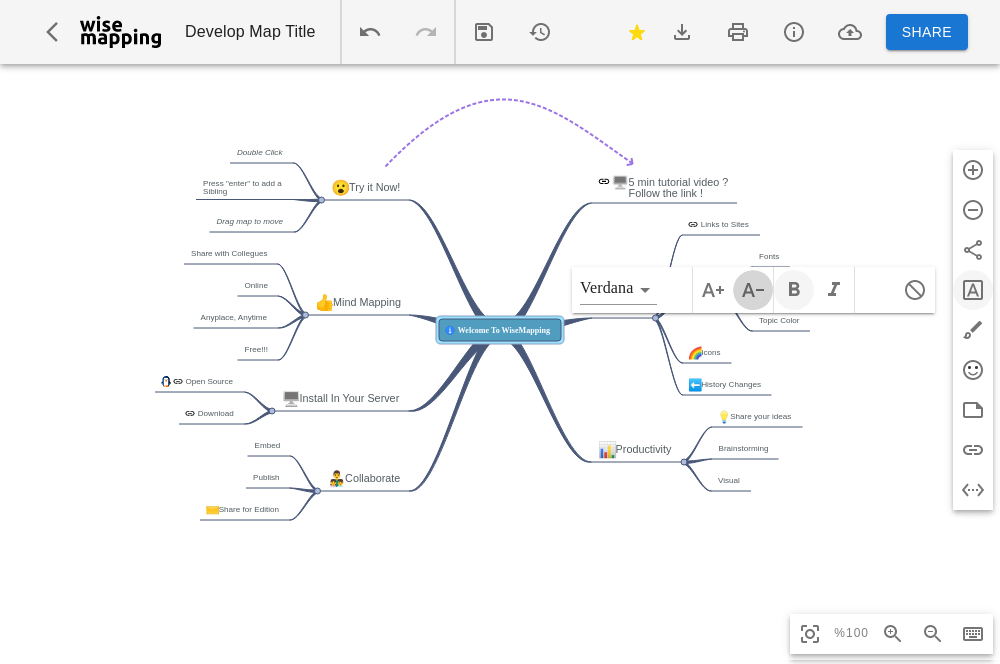 wise
mapping
Develop Map Title
SHARE
Double Click
Press "enter" to add a
Sibling
Drag map to move
Try it Now!
Share with Collegues
Online
Anyplace, Anytime
Free!!!
Mind Mapping
Open Source
Download
Install In Your Server
Embed
Publish
Share for Edition
Collaborate
Welcome To WiseMapping
5 min tutorial video ?
Follow the link !
Links to Sites
Fonts
Verdana
A+
A-
B
I
A
Topic Color
Icons
History Changes
Share your ideas
Brainstorming
Visual
Productivity
%100